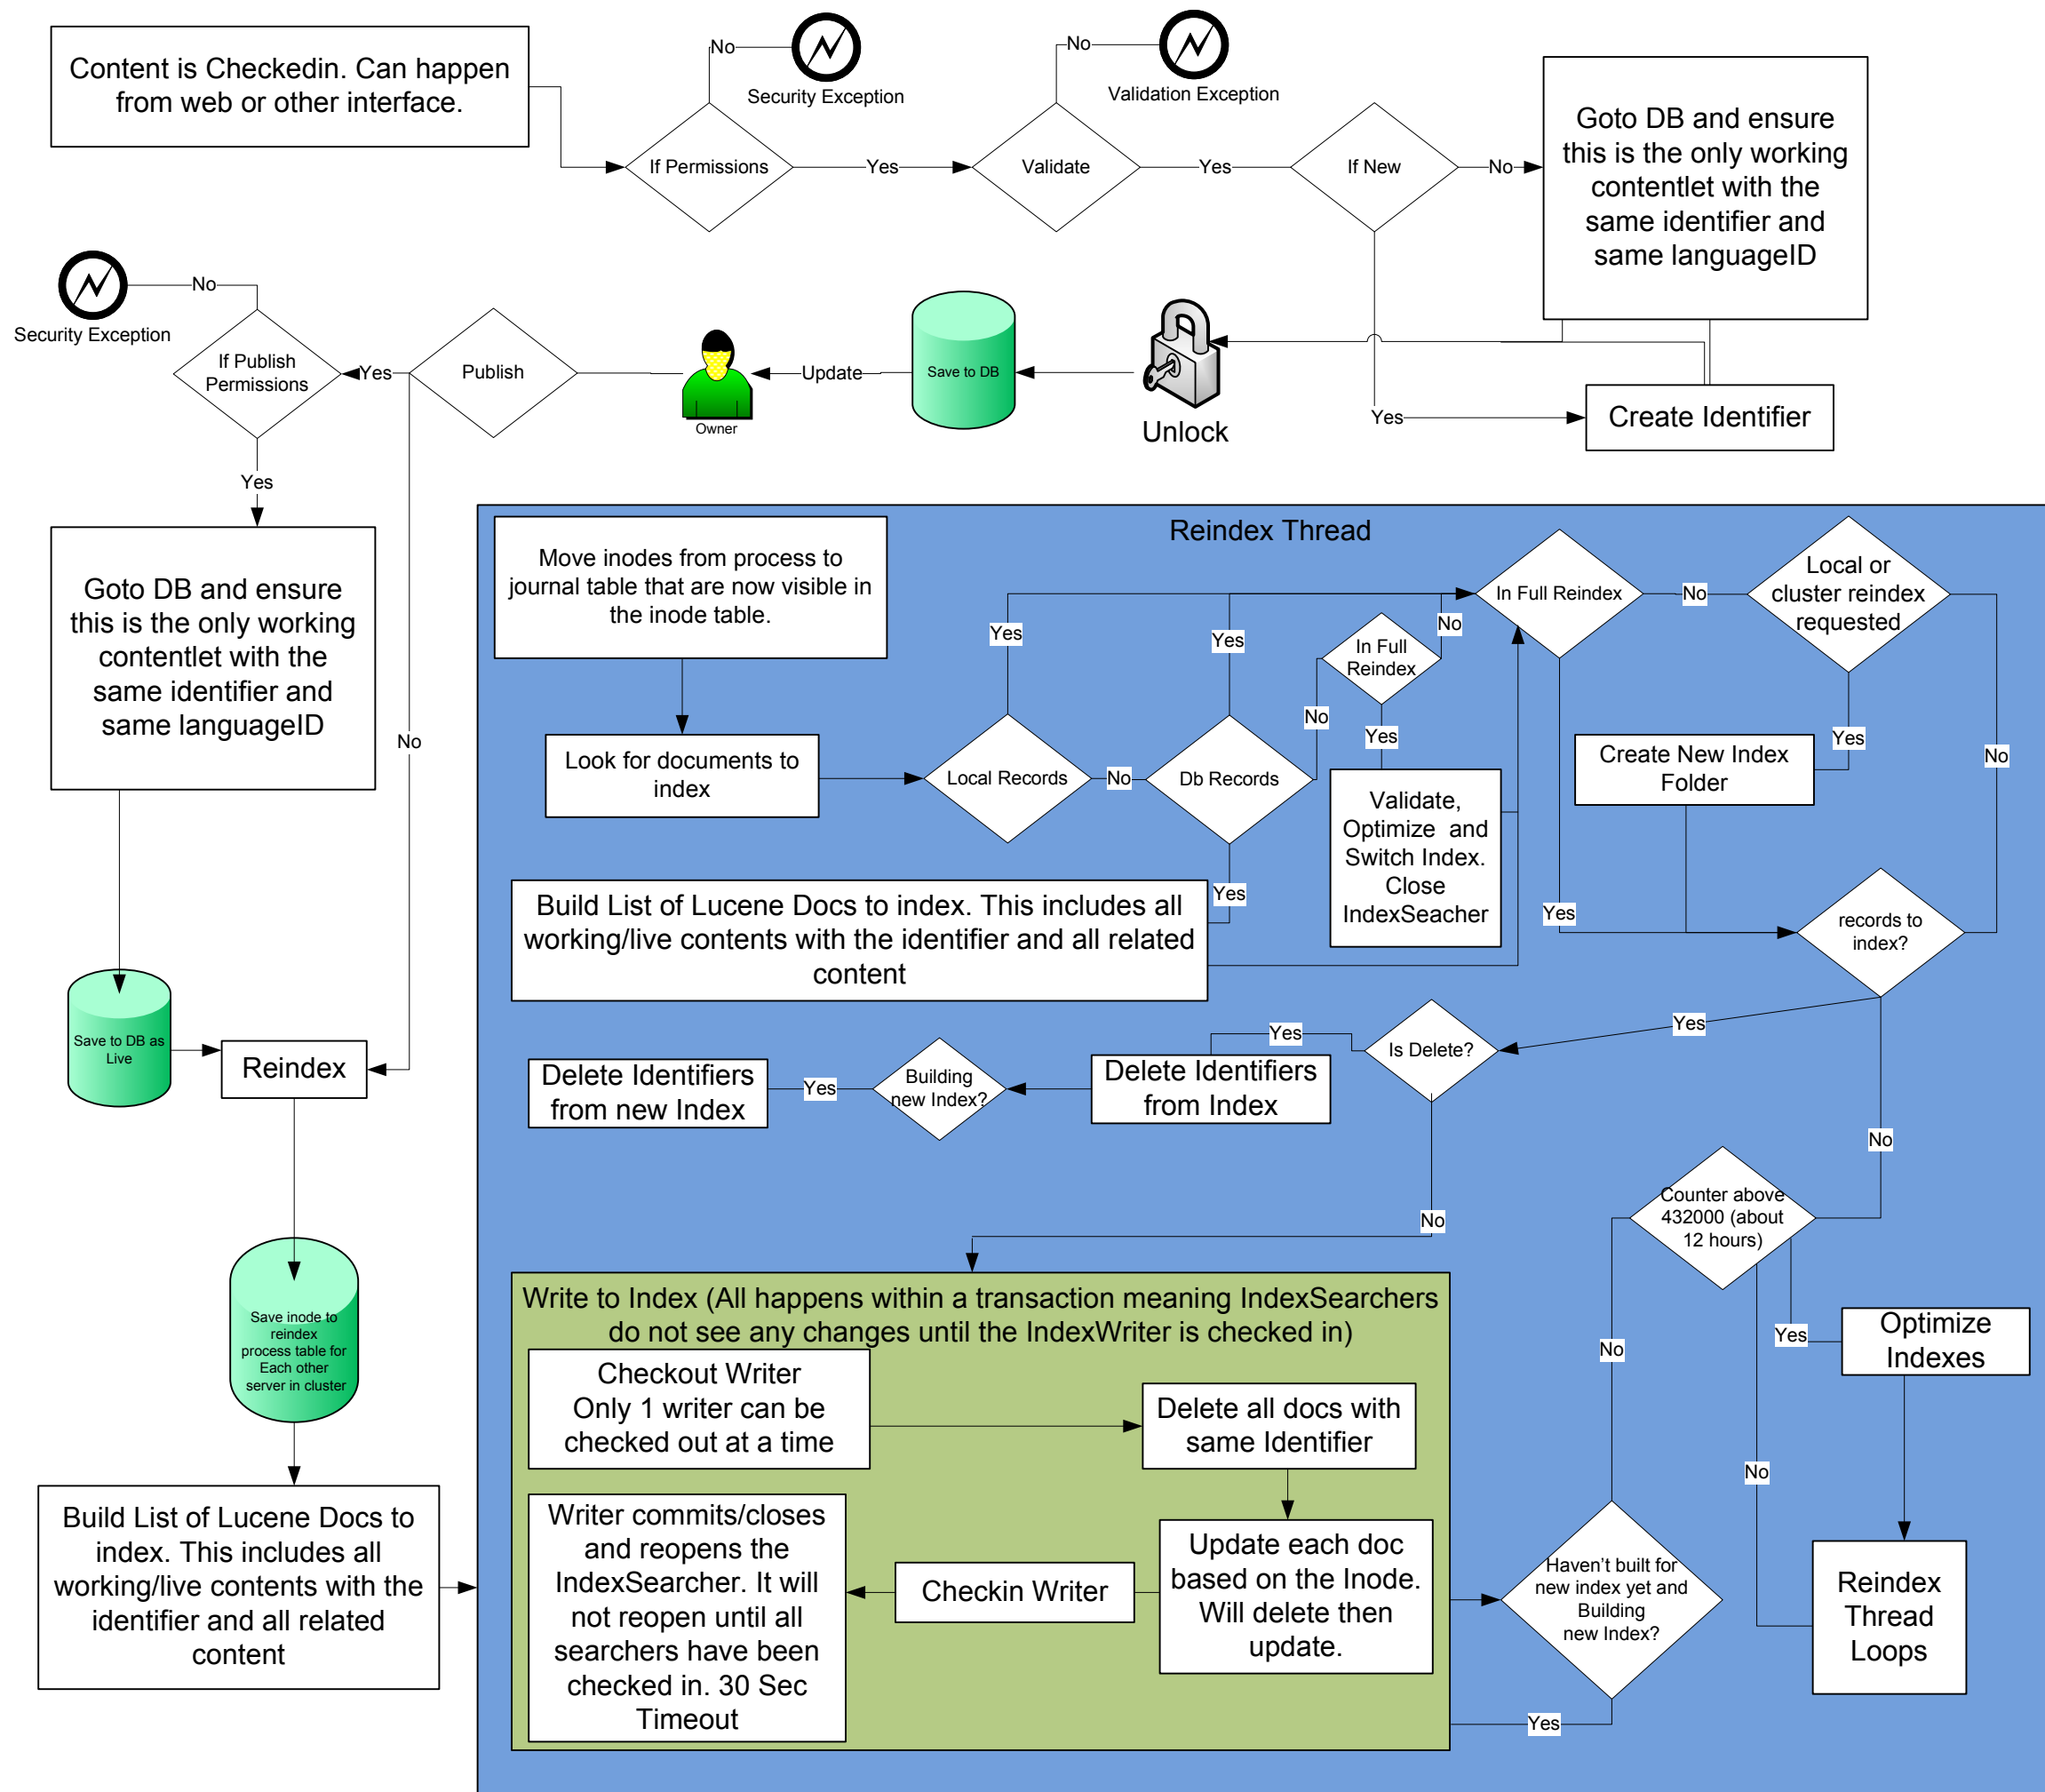 Content is Checkedin. Can happen
from web or other interface.
No
Security Exception
If Permissions
Yes
No
Validation Exception
Validate
Yes
If New
No
Goto DB and ensure
this is the only working
contentlet with the
same identifier and
same languageID
Yes
Create Identifier
Unlock
Save to DB
Update
Owner
Publish
Yes
No
If Publish
Permissions
No
Security Exception
Yes
Goto DB and ensure
this is the only working
contentlet with the
same identifier and
same languageID
Save to DB as
Live
Reindex
Save inode to
reindex
process table for
Each other
server in cluster
Build List of Lucene Docs to
index. This includes all
working/live contents with the
identifier and all related
content
Reindex Thread
Move inodes from process to
journal table that are now visible in
the inode table.
Look for documents to
index
Local Records
Yes
No
Db Records
Yes
No
Yes
In Full
Reindex
No
Yes
Validate,
Optimize and
Switch Index.
Close
IndexSeacher
Build List of Lucene Docs to index. This includes all
working/live contents with the identifier and all related
content
In Full Reindex
No
Yes
Local or
cluster reindex
requested
Yes
No
Create New Index
Folder
records to
index?
Yes
No
Is Delete?
Yes
No
Delete Identifiers
from Index
Building
new Index?
Yes
Delete Identifiers
from new Index
Counter above
432000 (about
12 hours)
Yes
No
Optimize
Indexes
Reindex
Thread
Loops
Write to Index (All happens within a transaction meaning IndexSearchers
do not see any changes until the IndexWriter is checked in)
Checkout Writer
Only 1 writer can be
checked out at a time
Delete all docs with
same Identifier
Update each doc
based on the Inode.
Will delete then
update.
Checkin Writer
Writer commits/closes
and reopens the
IndexSearcher. It will
not reopen until all
searchers have been
checked in. 30 Sec
Timeout
Haven't built for
new index yet and
Building
new Index?
No
Yes